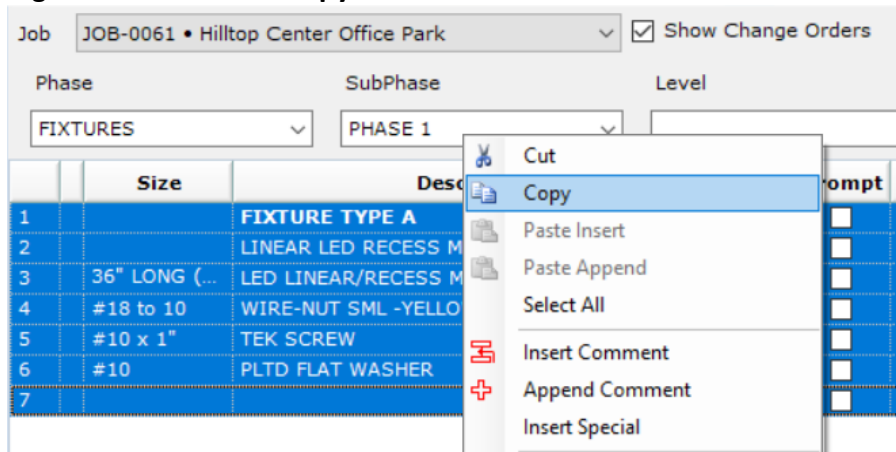 Job JOB-0061 • Hilltop Center Office Park Show Change Orders
Phase SubPhase Level
FIXTURES PHASE 1
Size Desc ompt
1 FIXTURE TYPE A
2 LINEAR LED RECESS M
3 36" LONG (... LED LINEAR/RECESS M
4 #18 to 10 WIRE-NUT SML -YELLO
5 #10 x 1" TEK SCREW
6 #10 PLTD FLAT WASHER
7
Cut
Copy
Paste Insert
Paste Append
Select All
Insert Comment
Append Comment
Insert Special